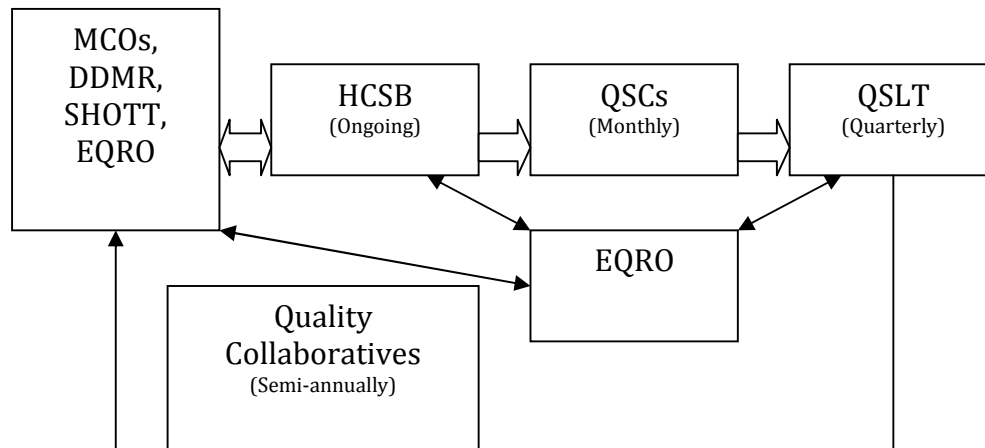 MCOs,
DDMR,
SHOTT,
EQRO
HCSB
(Ongoing)
QSCs
(Monthly)
QSLT
(Quarterly)
EQRO
Quality
Collaboratives
(Semi-annually)